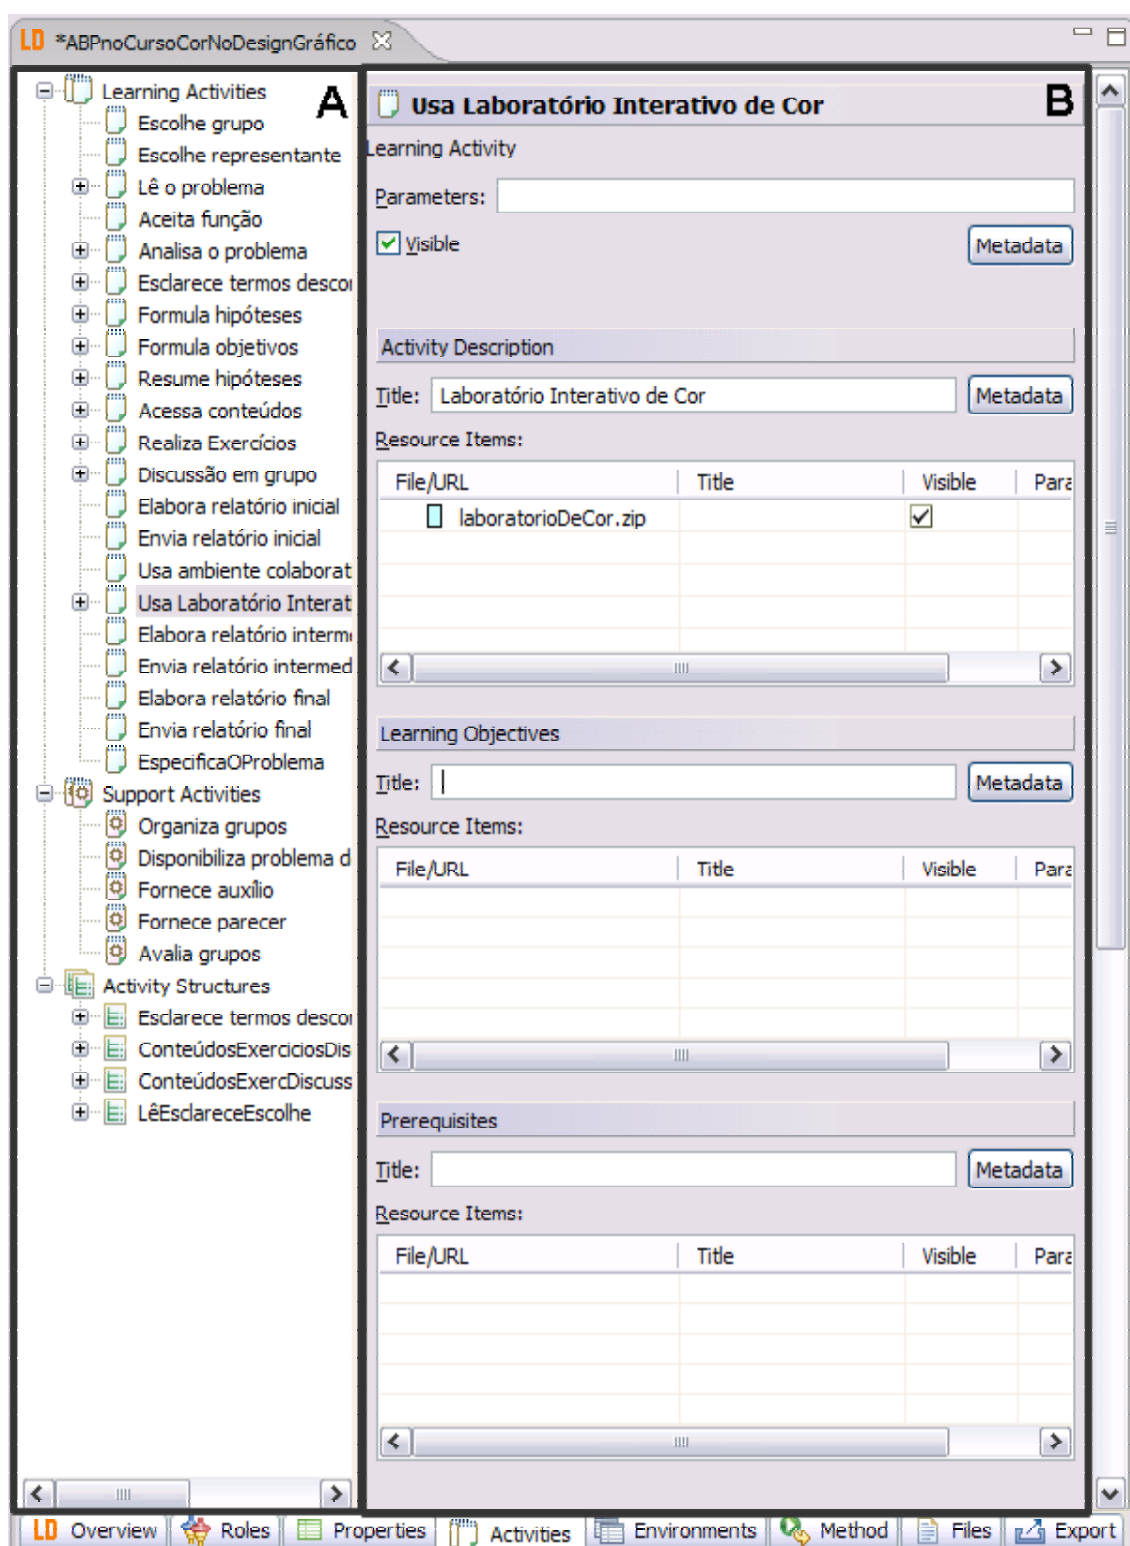 LD *ABPnoCursoCorNoDesignGráfico
Learning Activities
A
Escolhe grupo
Escolhe representante
Lê o problema
Aceita função
Analisa o problema
Esclarece termos descor
Formula hipóteses
Formula objetivos
Resume hipóteses
Acessa conteúdos
Realiza Exercícios
Discussão em grupo
Elabora relatório inicial
Envia relatório inicial
Usa ambiente colaborat
Usa Laboratório Interat
Elabora relatório interm
Envia relatório intermed
Elabora relatório final
Envia relatório final
EspecificaOProblema
Support Activities
Organiza grupos
Disponibiliza problema d
Fornece auxílio
Fornece parecer
Avalia grupos
Activity Structures
Esclarece termos descor
ConteúdosExerciciosDis
ConteúdosExercDiscuss
LêEsclareceEscolhe
Usa Laboratório Interativo de Cor
B
Learning Activity
Parameters:
Visible Metadata
Activity Description
Title: Laboratório Interativo de Cor Metadata
Resource Items:
File/URL Title Visible Para
laboratorioDeCor.zip
Learning Objectives
Title: Metadata
Resource Items:
File/URL Title Visible Para
Prerequisites
Title: Metadata
Resource Items:
File/URL Title Visible Para
LD Overview Roles Properties Activities Environments Method Files Export